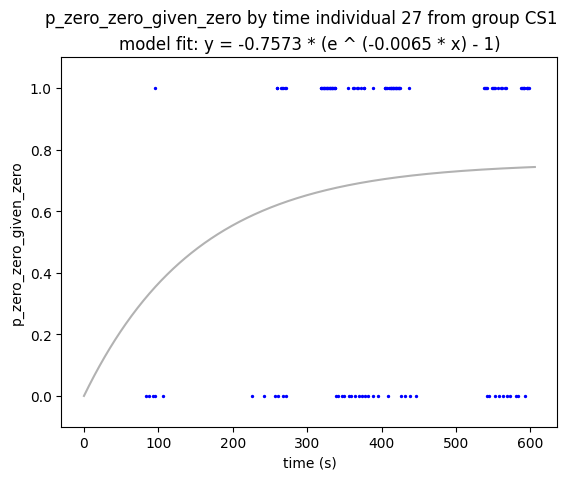 p_zero_zero_given_zero by time individual 27 from group CS1
model fit: y = -0.7573 * (e ^ (-0.0065 * x) - 1)
1.0
0.8
0.6
0.4
0.2
0.0
p_zero_zero_given_zero
0 100 200 300 400 500 600
time (s)